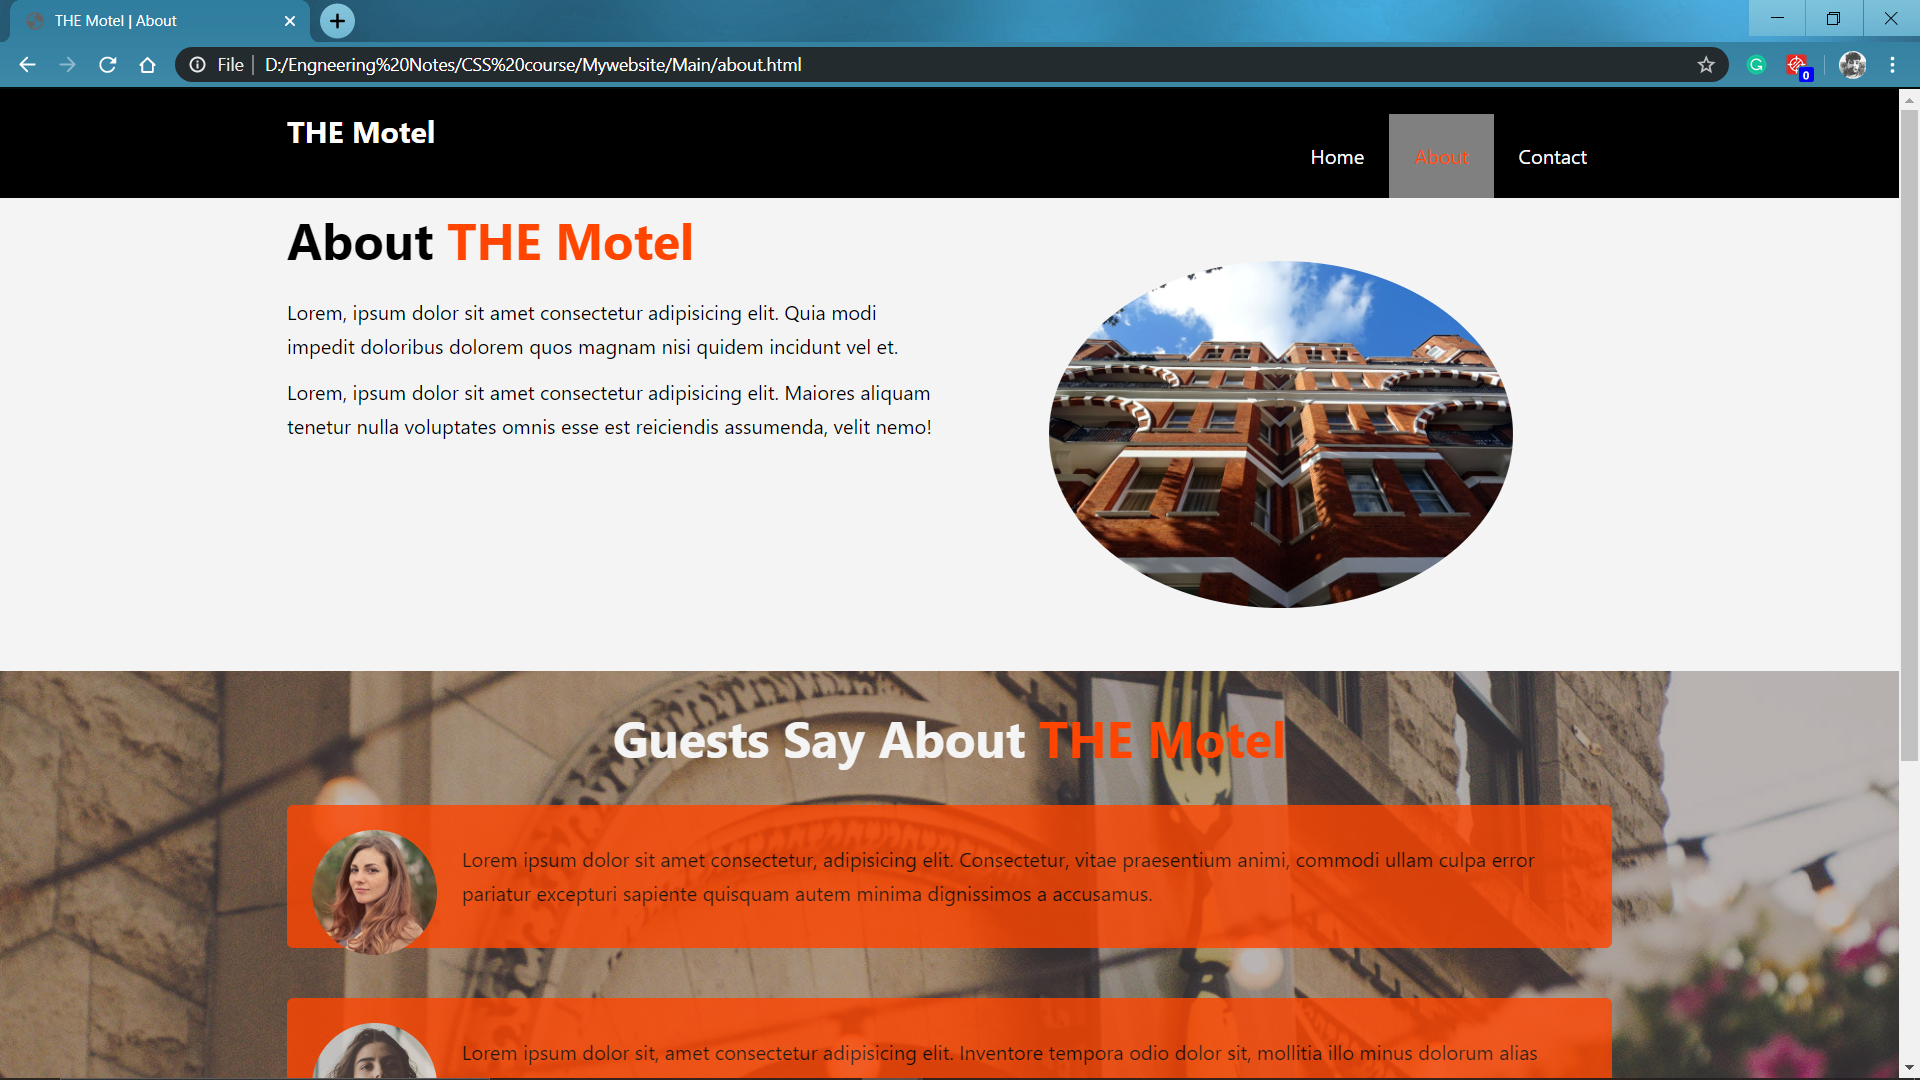 THE Motel | About
File
D:/Engneering%20Notes/CSS%20course/Mywebsite/Main/about.html
0
THE Motel
Home
About
Contact
About THE Motel
Lorem, ipsum dolor sit amet consectetur adipisicing elit. Quia modi
impedit doloribus dolorem quos magnam nisi quidem incidunt vel et.
Lorem, ipsum dolor sit amet consectetur adipisicing elit. Maiores aliquam
tenetur nulla voluptates omnis esse est reiciendis assumenda, velit nemo!
Guests Say About THE Motel
Lorem ipsum dolor sit amet consectetur, adipisicing elit. Consectetur, vitae praesentium animi, commodi ullam culpa error
pariatur excepturi sapiente quisquam autem minima dignissimos a accusamus.
Lorem ipsum dolor sit, amet consectetur adipisicing elit. Inventore tempora odio dolor sit, mollitia illo minus dolorum alias